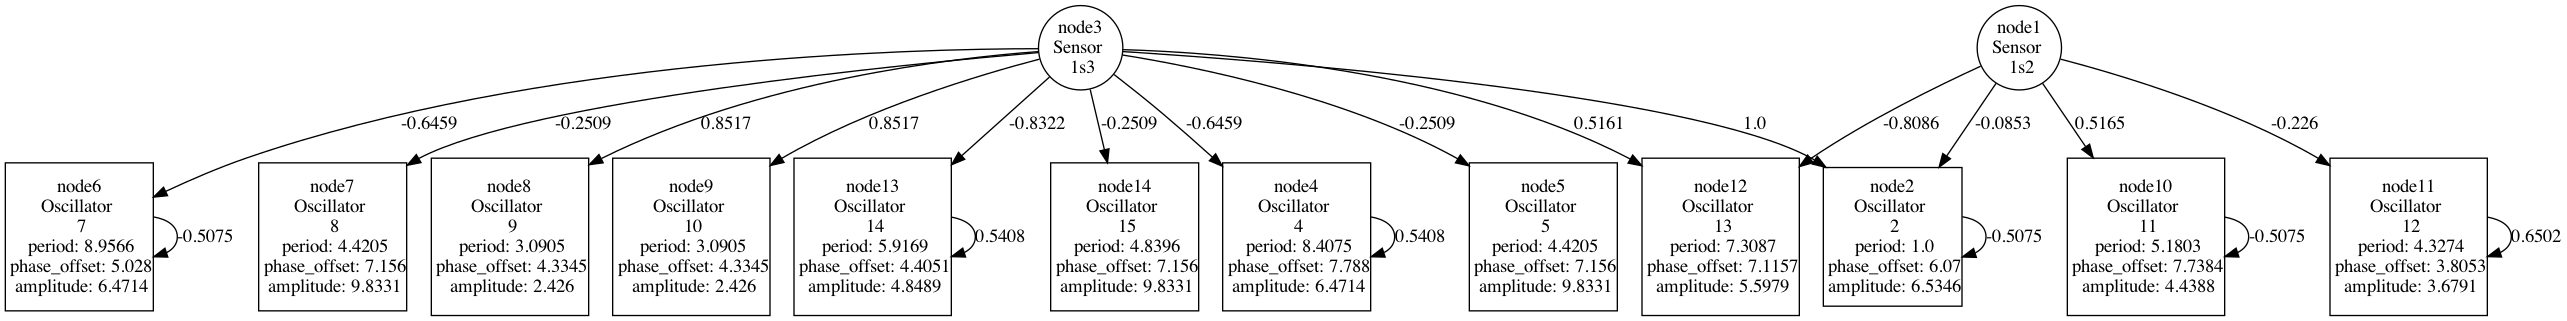 node3
Sensor
1s3
node1
Sensor
1s2
-0.6459
-0.2509
0.8517
0.8517
-0.8322
-0.2509
-0.6459
-0.2509
0.5161
1.0
-0.8086
-0.0853
0.5165
-0.226
node6
Oscillator
7
period: 8.9566
phase_offset: 5.028
amplitude: 6.4714
-0.5075
node7
Oscillator
8
period: 4.4205
phase_offset: 7.156
amplitude: 9.8331
node8
Oscillator
9
period: 3.0905
phase_offset: 4.3345
amplitude: 2.426
node9
Oscillator
10
period: 3.0905
phase_offset: 4.3345
amplitude: 2.426
node13
Oscillator
14
period: 5.9169
phase_offset: 4.4051
amplitude: 4.8489
0.5408
node14
Oscillator
15
period: 4.8396
phase_offset: 7.156
amplitude: 9.8331
node4
Oscillator
4
period: 8.4075
phase_offset: 7.788
amplitude: 6.4714
0.5408
node5
Oscillator
5
period: 4.4205
phase_offset: 7.156
amplitude: 9.8331
node12
Oscillator
13
period: 7.3087
phase_offset: 7.1157
amplitude: 5.5979
node2
Oscillator
2
period: 1.0
phase_offset: 6.07
amplitude: 6.5346
-0.5075
node10
Oscillator
11
period: 5.1803
phase_offset: 7.7384
amplitude: 4.4388
-0.5075
node11
Oscillator
12
period: 4.3274
phase_offset: 3.8053
amplitude: 3.6791
0.6502